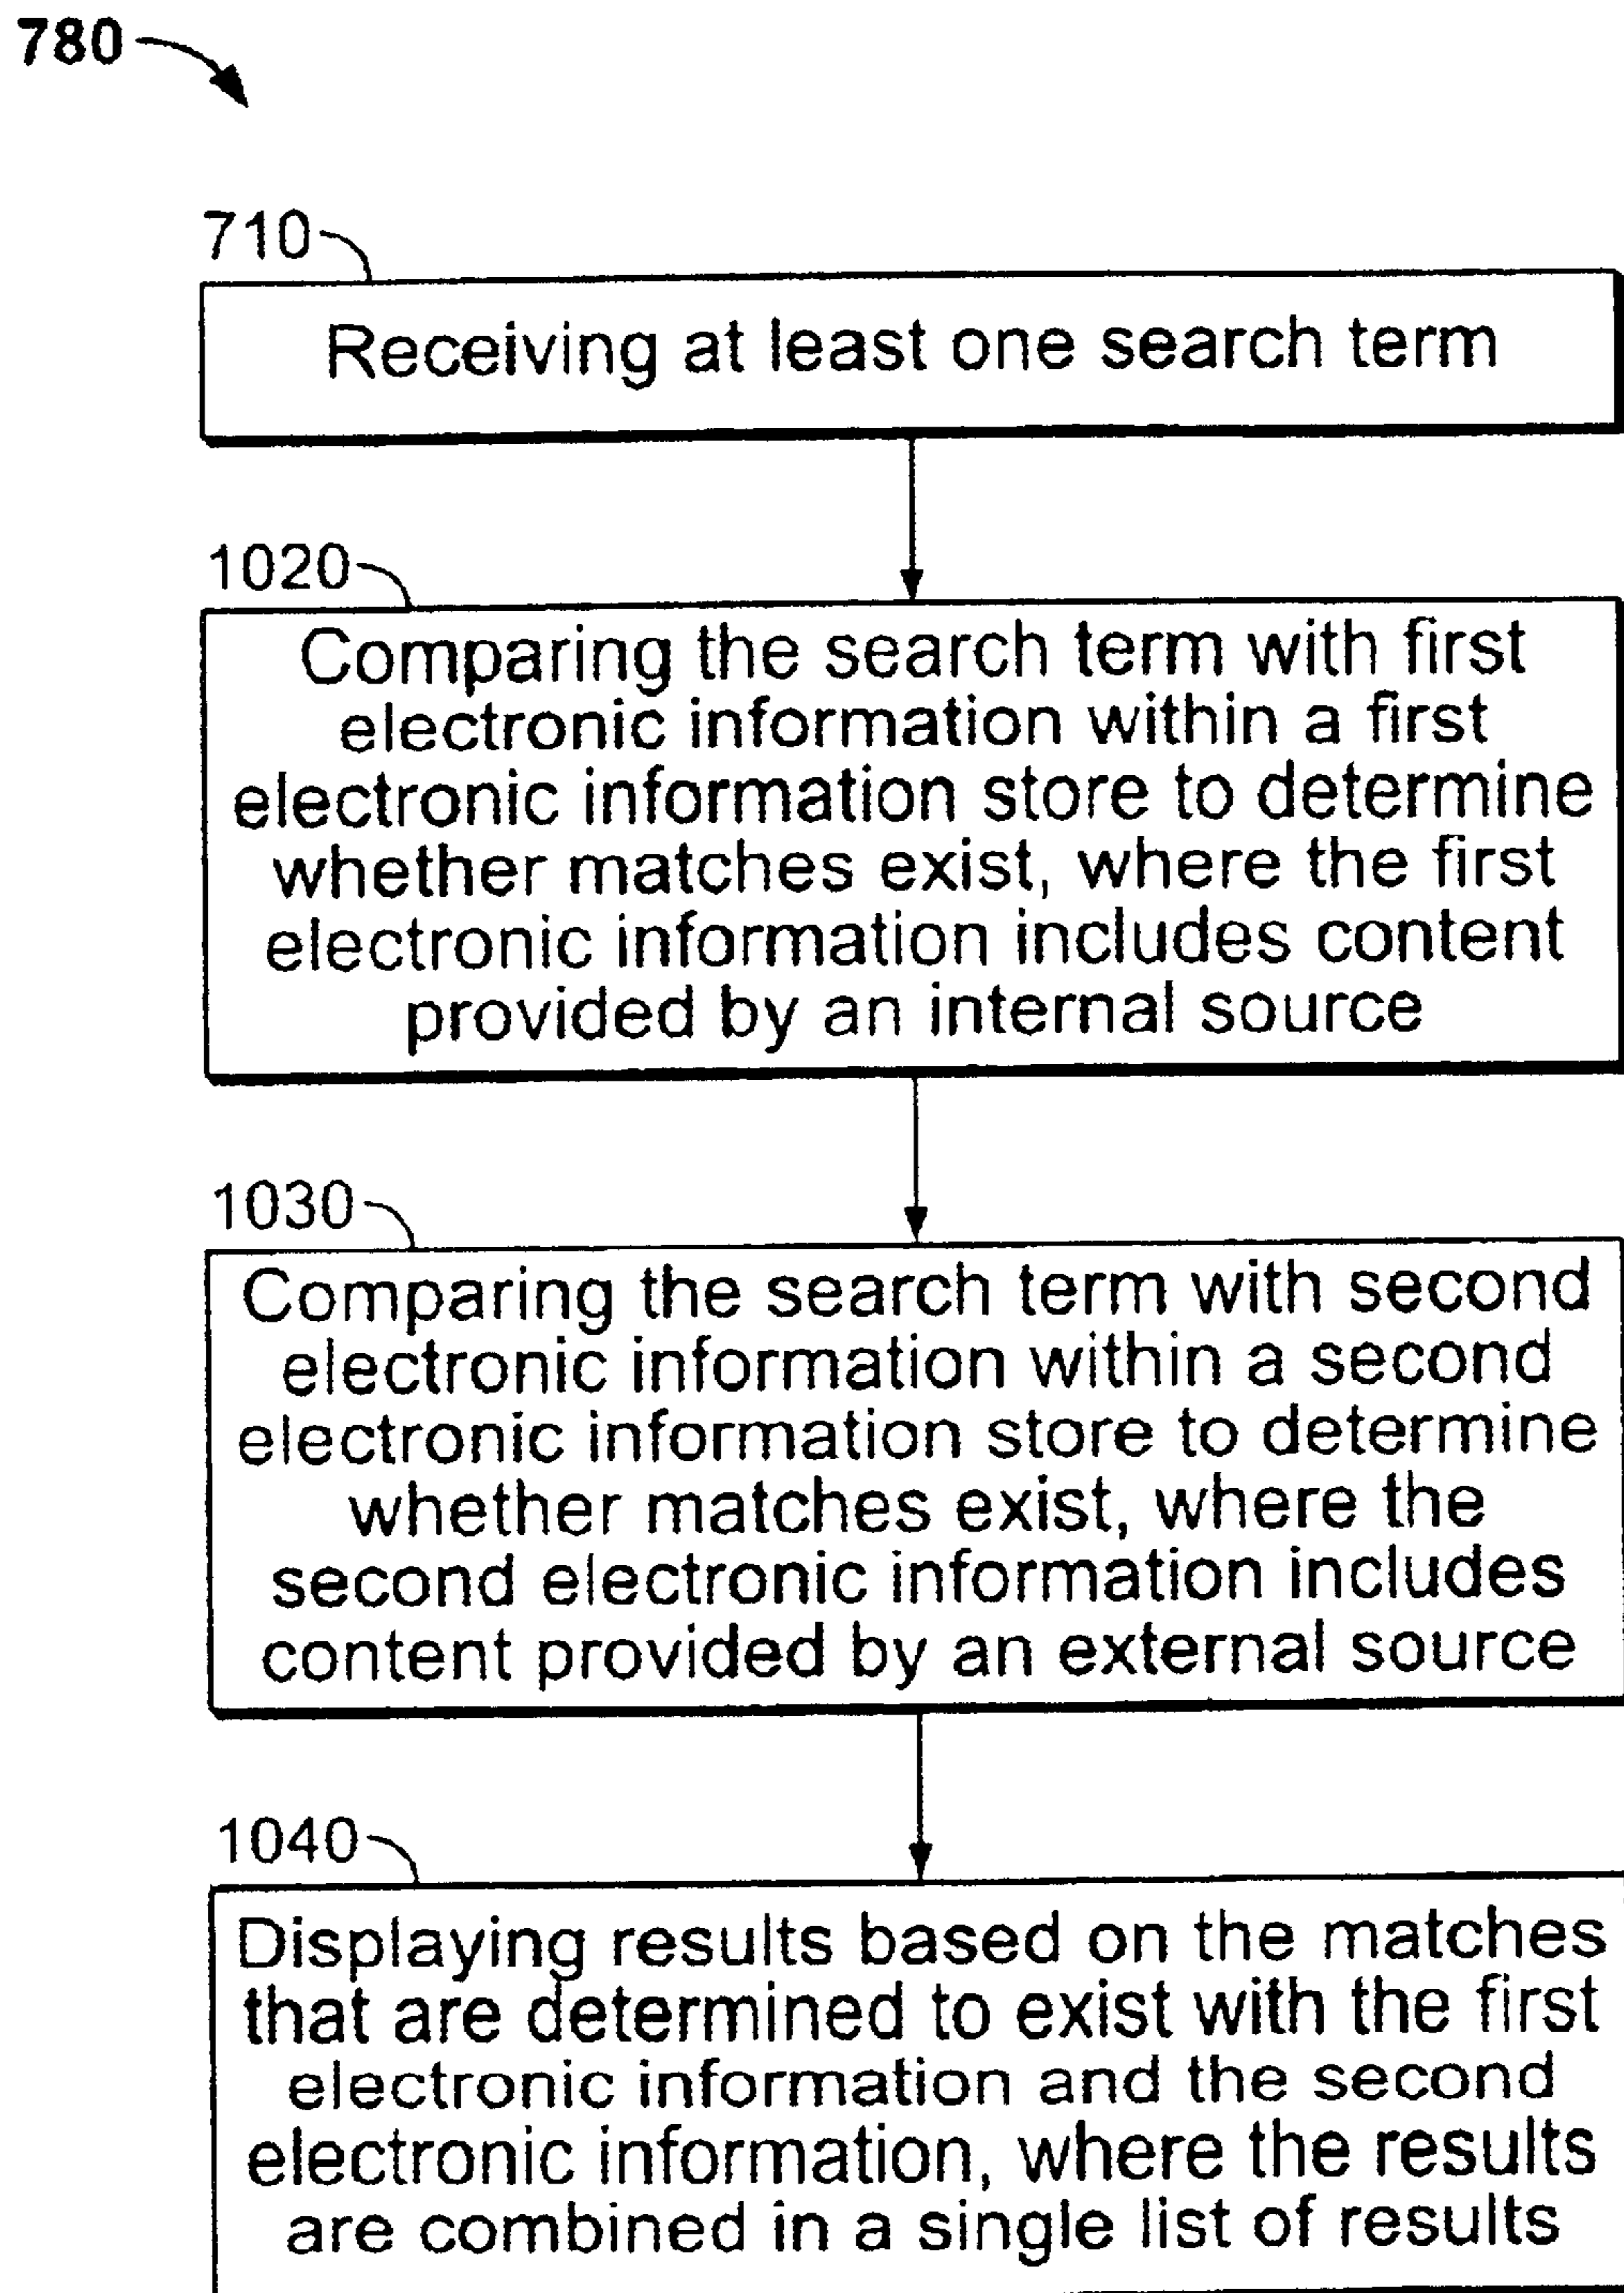 780
710
Receiving at least one search term
1020
Comparing the search term with first
electronic information within a first
electronic information store to determine
whether matches exist, where the first
electronic information includes content
provided by an internal source
1030
Comparing the search term with second
electronic information within a second
electronic information store to determine
whether matches exist, where the
second electronic information includes
content provided by an external source
1040
Displaying results based on the matches
that are determined to exist with the first
electronic information and the second
electronic information, where the results
are combined in a single list of results